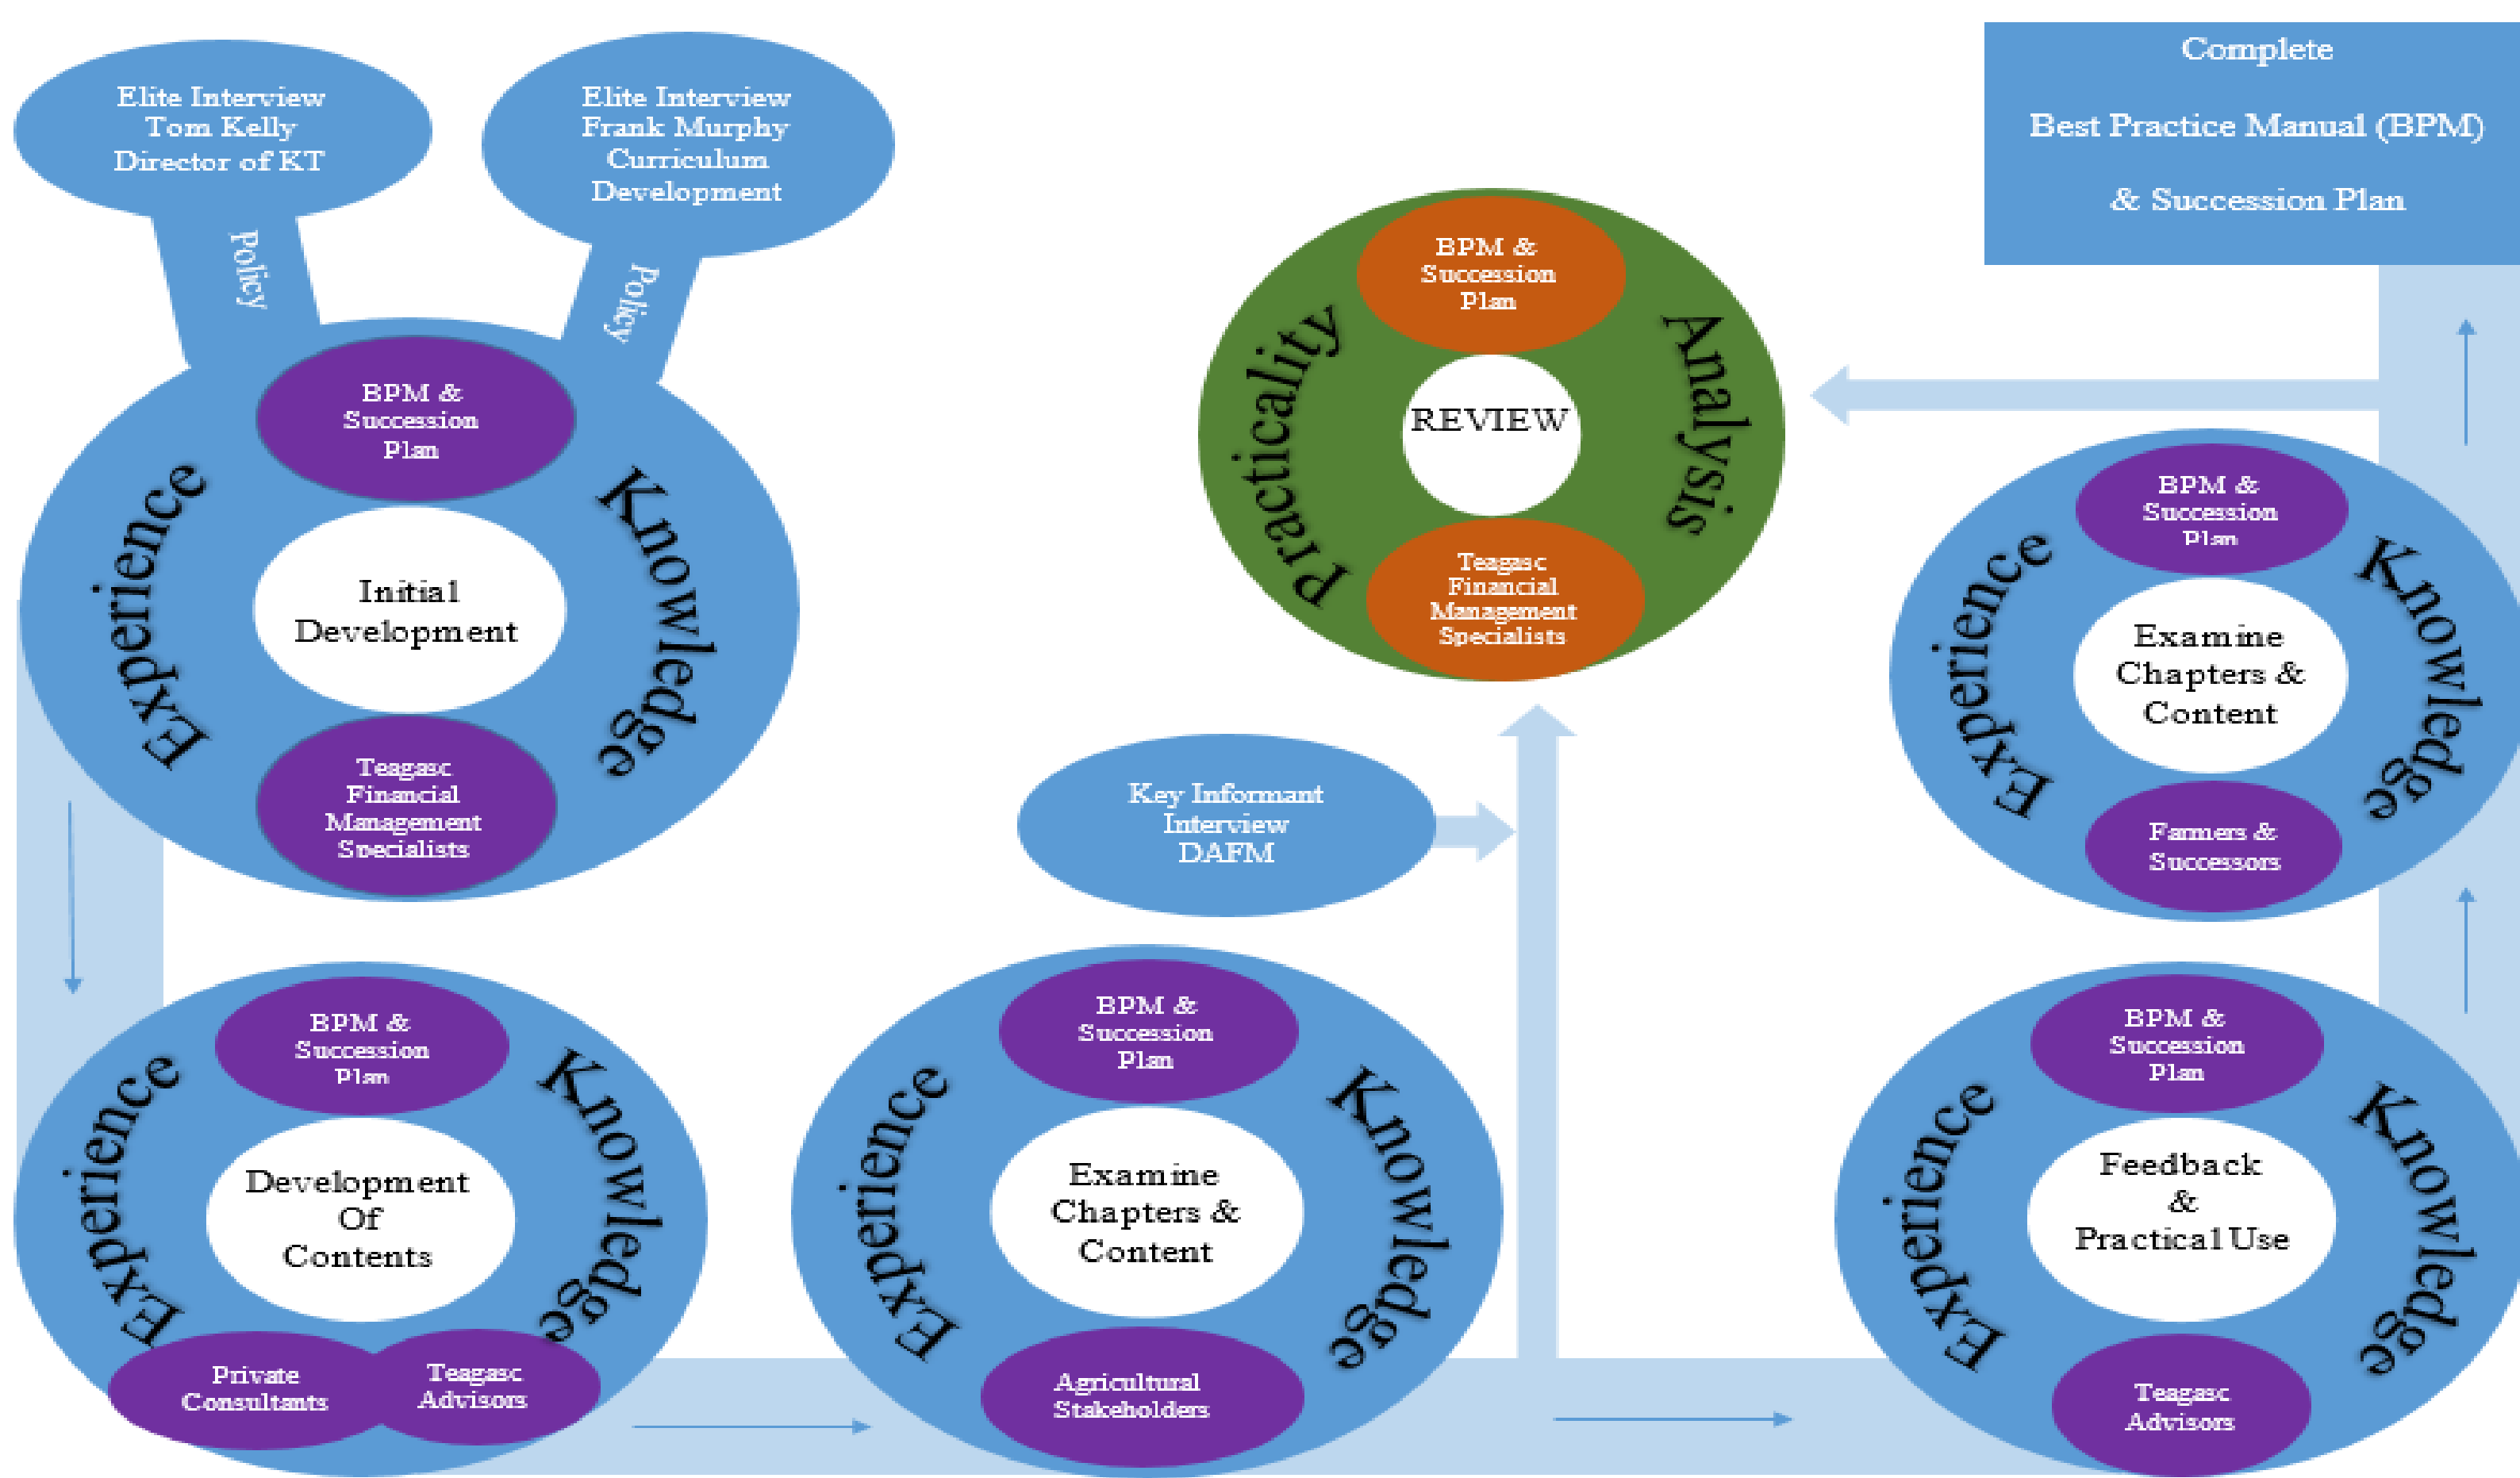 Elite Interview
Tom Kelly
Director of KT
Elite Interview
Frank Murphy
Curriculum
Development
Policy
Policy
BPM &
Succession
Plan
Experience
Initial
Development
Knowledge
Teagasc
Financial
Management
Specialists
BPM &
Succession
Plan
Experience
Development
Of
Contents
Knowledge
Private
Consultants
Teagasc
Advisors
BPM &
Succession
Plan
Experience
Examine
Chapters &
Content
Knowledge
Agricultural
Stakeholders
Key Informant
Interview
DAFM
BPM &
Succession
Plan
Practicality
REVIEW
Analysis
Teagasc
Financial
Management
Specialists
BPM &
Succession
Plan
Experience
Feedback
&
Practical Use
Knowledge
Teagasc
Advisors
BPM &
Succession
Plan
Experience
Examine
Chapters &
Content
Knowledge
Farmers &
Successors
Complete
Best Practice Manual (BPM)
& Succession Plan